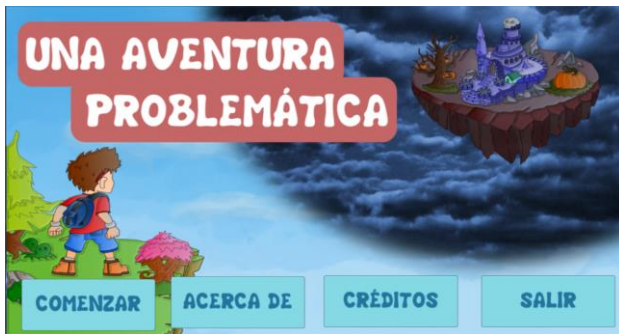 UNA AVENTURA
PROBLEMÁTICA
COMENZAR
ACERCA DE
CRÉDITOS
SALIR